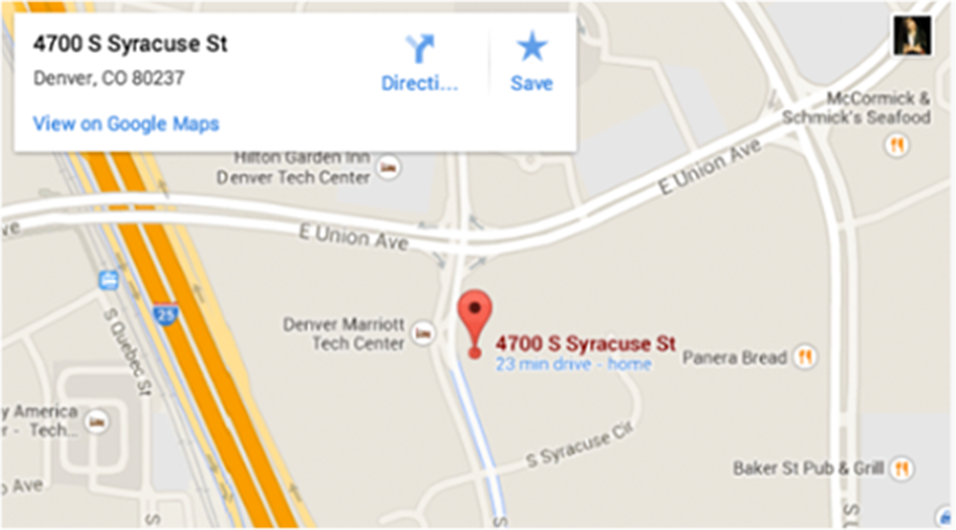 4700 S Syracuse St
Denver, CO 80237
Directi...
Save
View on Google Maps
McCormick &
Schmick's Seafood
Hilton Garden Inn
Denver Tech Center
E Union Ave
ve
E Union Ave
25
S Quebec St
Denver Marriott
Tech Center
4700 S Syracuse St
23 min drive - home
Panera Bread
y America
r - Tech...
S Syracuse Cir
Baker St Pub & Grill
o Ave
S
S
S